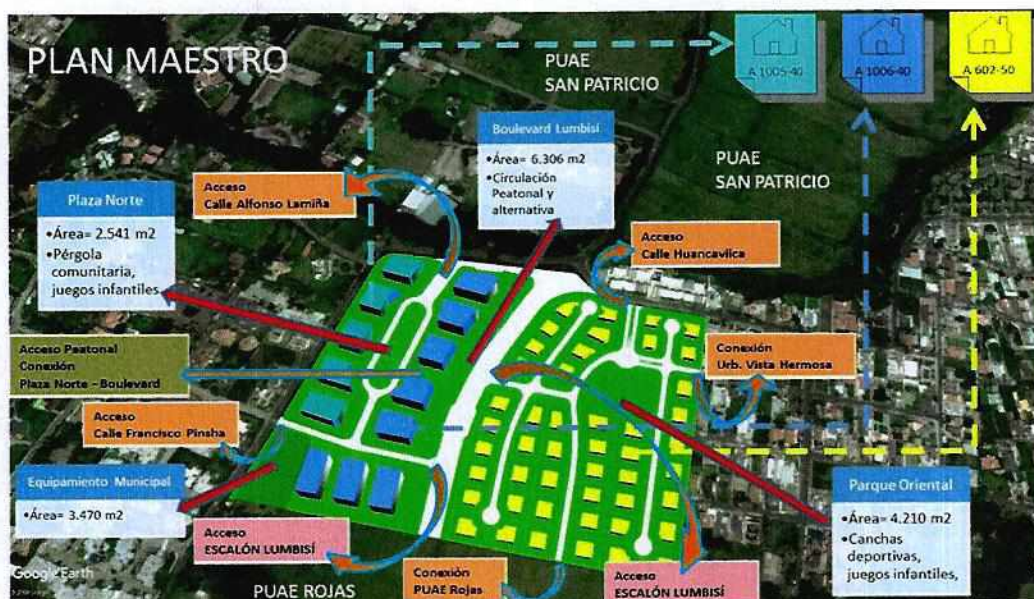 PLAN MAESTRO
PUAE
SAN PATRICIO
A 1005-40
A 1006-40
A 602-50
Boulevard Lumbisí
•Área= 6.306 m2
•Circulación
Peatonal y
alternativa
PUAE
SAN PATRICIO
Acceso
Calle Alfonso Lamiña
Plaza Norte
•Área= 2.541 m2
•Pérgola
comunitaria,
juegos infantiles
Acceso
Calle Huancavilca
Acceso Peatonal
Conexión
Plaza Norte – Boulevard
Conexión
Urb. Vista Hermosa
Acceso
Calle Francisco Pinsha
Equipamiento Municipal
•Área= 3.470 m2
Parque Oriental
•Área= 4.210 m2
•Canchas
deportivas,
juegos infantiles,
Acceso
ESCALÓN LUMBISÍ
Conexión
PUAE Rojas
Acceso
ESCALÓN LUMBISÍ
Google Earth
PUAE ROJAS